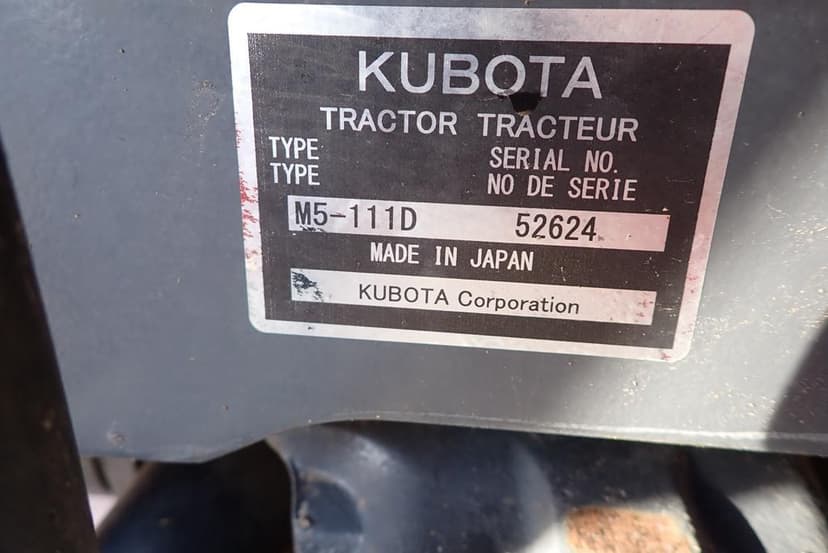 KUBOTA
TRACTOR TRACTEUR
TYPE SERIAL NO.
TYPE NO DE SERIE
M5-111D 52624
MADE IN JAPAN
KUBOTA Corporation